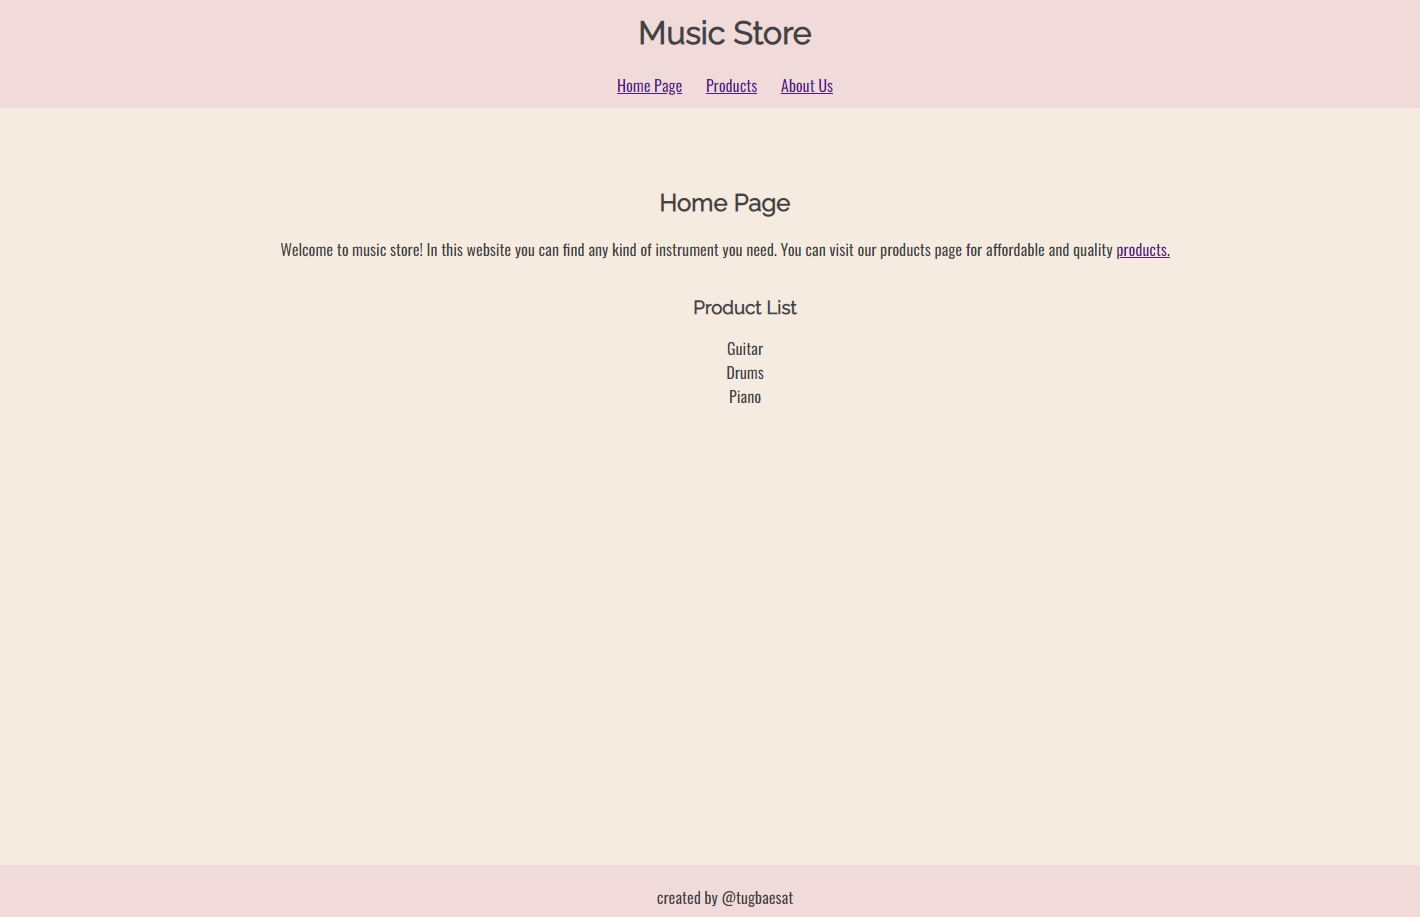 Music Store
Home Page Products About Us
Home Page
Welcome to music store! In this website you can find any kind of instrument you need. You can visit our products page for affordable and quality products.
Product List
Guitar
Drums
Piano
created by @tugbaesat